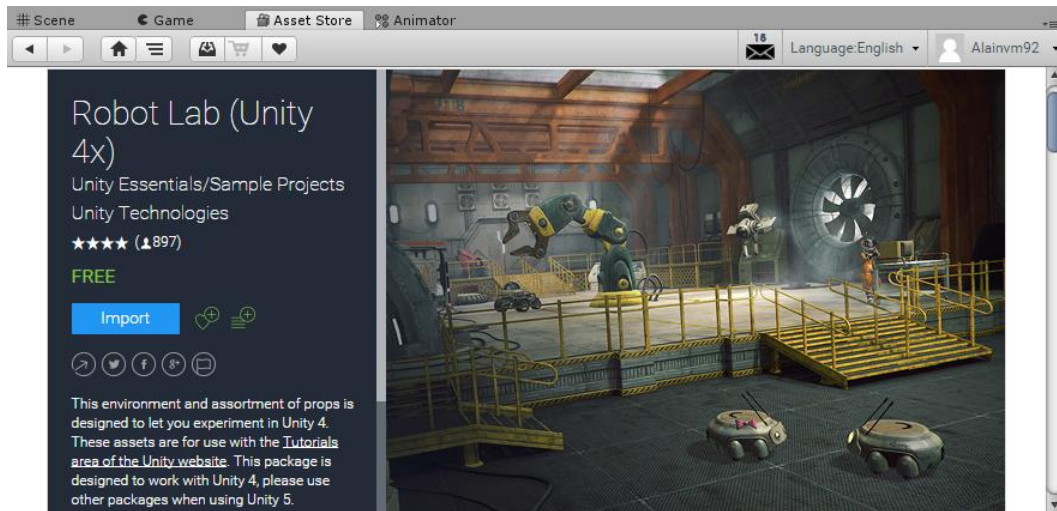 Scene Game Asset Store Animator
16 Language:English Alainvm92
Robot Lab (Unity
4x)
Unity Essentials/Sample Projects
Unity Technologies
★★★★ (897)
FREE
Import
This environment and assortment of props is
designed to let you experiment in Unity 4.
These assets are for use with the Tutorials
area of the Unity website. This package is
designed to work with Unity 4, please use
other packages when using Unity 5.